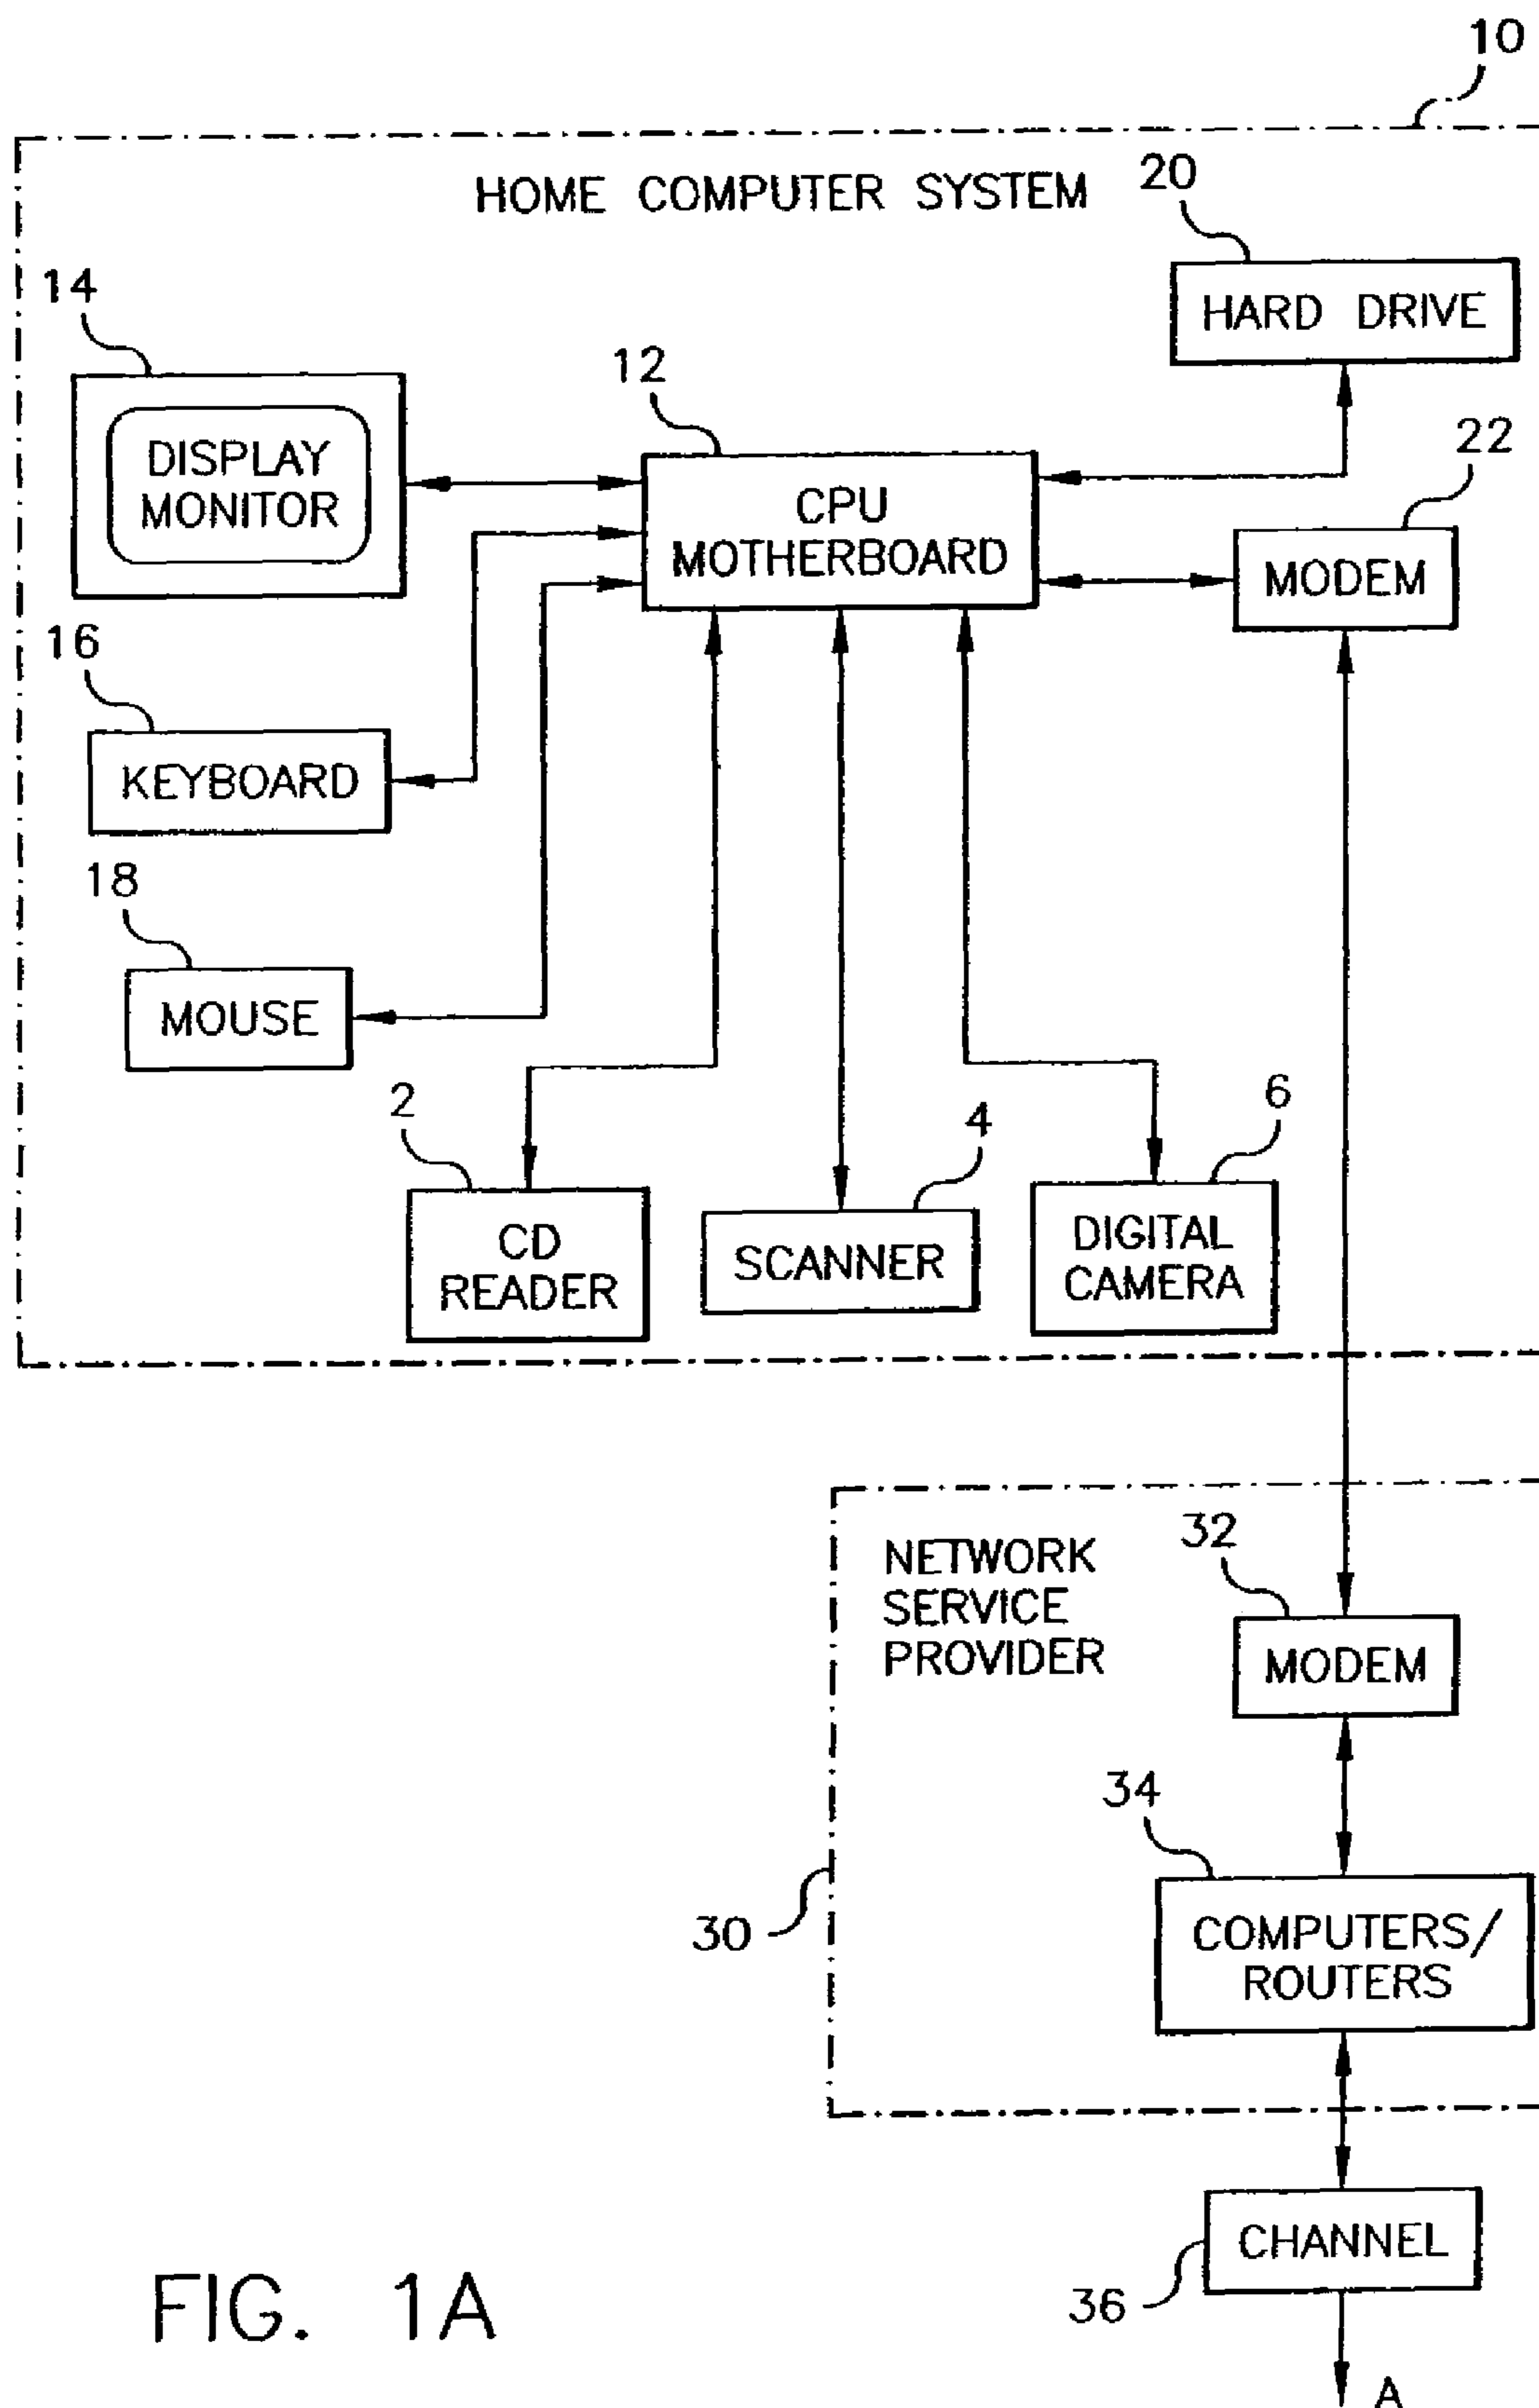 10
HOME COMPUTER SYSTEM
20
HARD DRIVE
14
DISPLAY
MONITOR
12
CPU
MOTHERBOARD
22
MODEM
16
KEYBOARD
18
MOUSE
2
CD
READER
4
SCANNER
6
DIGITAL
CAMERA
NETWORK
SERVICE
PROVIDER
32
MODEM
34
COMPUTERS/
ROUTERS
30
CHANNEL
36
FIG. 1A
A